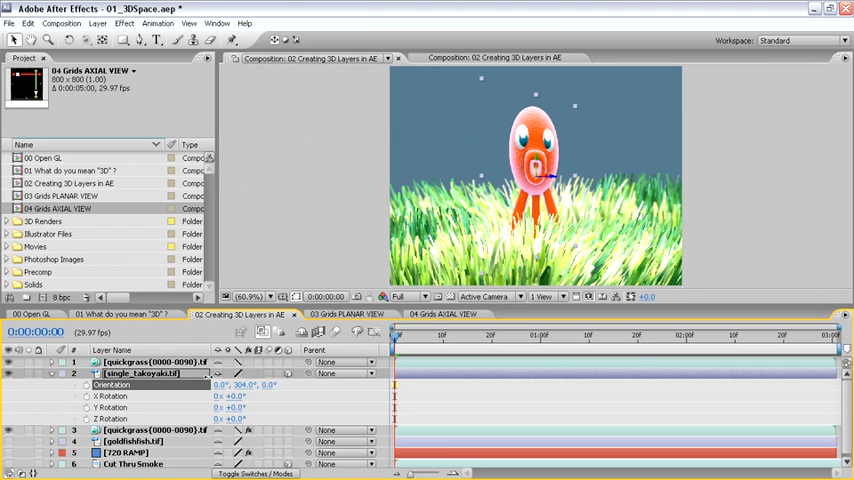 Adobe After Effects - 01_3DSpace.aep *
File Edit Composition Layer Effect Animation View Window Help
Workspace: Standard
Project ×
04 Grids AXIAL VIEW
800 x 800 (1.00)
Δ 0:00:05:00, 29.97 fps
Name Type
00 Open GL Compo
01 What do you mean "3D" ? Compo
02 Creating 3D Layers in AE Compo
03 Grids PLANAR VIEW Compo
04 Grids AXIAL VIEW Compo
3D Renders Folder
Illustrator Files Folder
Movies Folder
Photoshop Images Folder
Precomp Folder
Solids Folder
8 bpc
Composition: 02 Creating 3D Layers in AE
Composition: 02 Creating 3D Layers in AE
(60.9%) 0:00:00:00 Full Active Camera 1 View +0.0
00 Open GL 01 What do you mean "3D" ? 02 Creating 3D Layers in AE × 03 Grids PLANAR VIEW 04 Grids AXIAL VIEW
0:00:00:00 (29.97 fps)
10f 20f 01:00f 10f 20f 02:00f 10f 20f 03:00
# Layer Name Parent
1 [quickgrass{0000-0090}.tif None
2 [single_takoyaki.tif] None
Orientation 0.0°, 304.0°, 0.0°
X Rotation 0 x +0.0°
Y Rotation 0 x +0.0°
Z Rotation 0 x +0.0°
3 [quickgrass{0000-0090}.tif None
4 [goldfishfish.tif] None
5 [720 RAMP] None
6 Cut Thru Smoke None
Toggle Switches / Modes